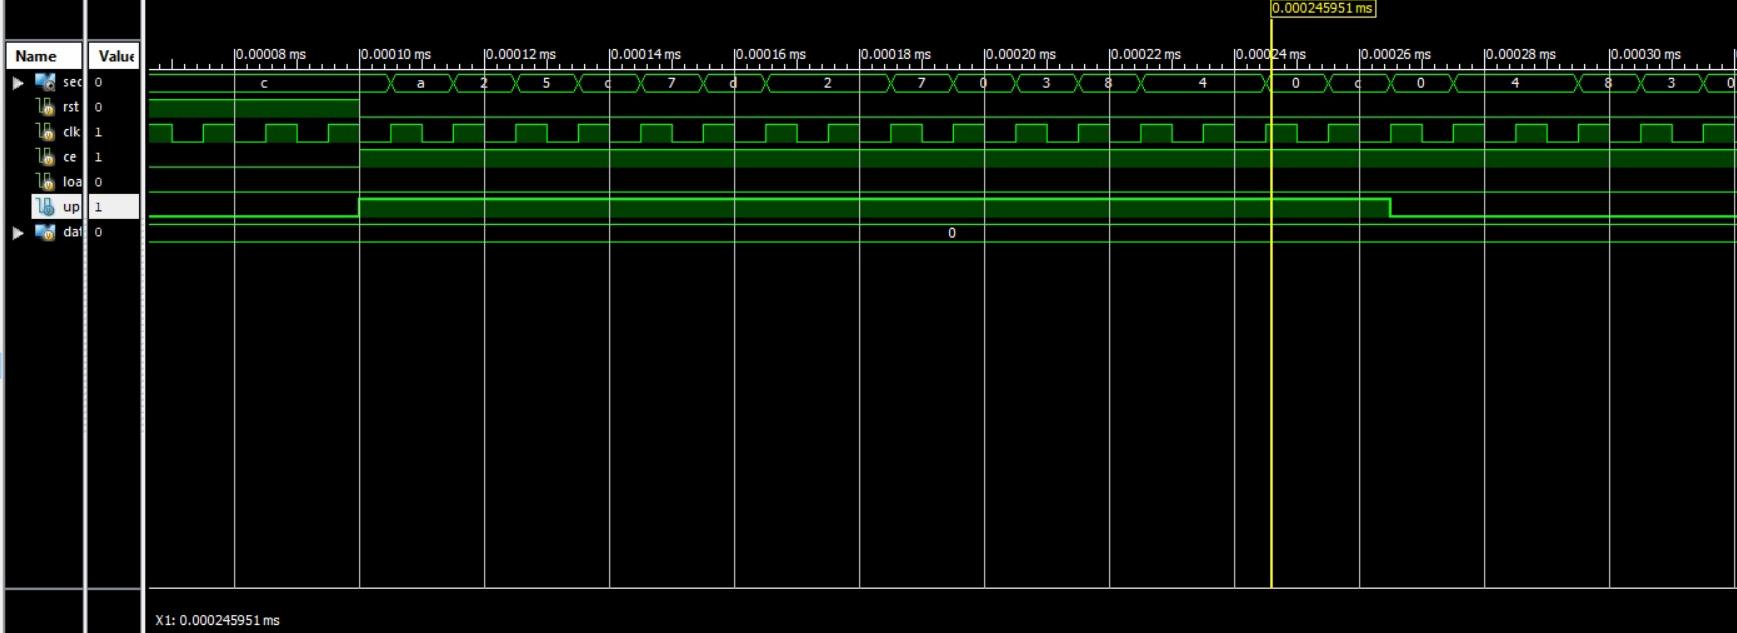 0.000245951 ms
Name Value 0.00008 ms 0.00010 ms 0.00012 ms 0.00014 ms 0.00016 ms 0.00018 ms 0.00020 ms 0.00022 ms 0.00024 ms 0.00026 ms 0.00028 ms 0.00030 ms
sec 0 c a 2 5 c 7 d 2 7 0 3 8 4 0 c 0 4 8 3 0
rst 0
clk 1
ce 1
loa 0
up 1
dat 0 0
X1: 0.000245951 ms